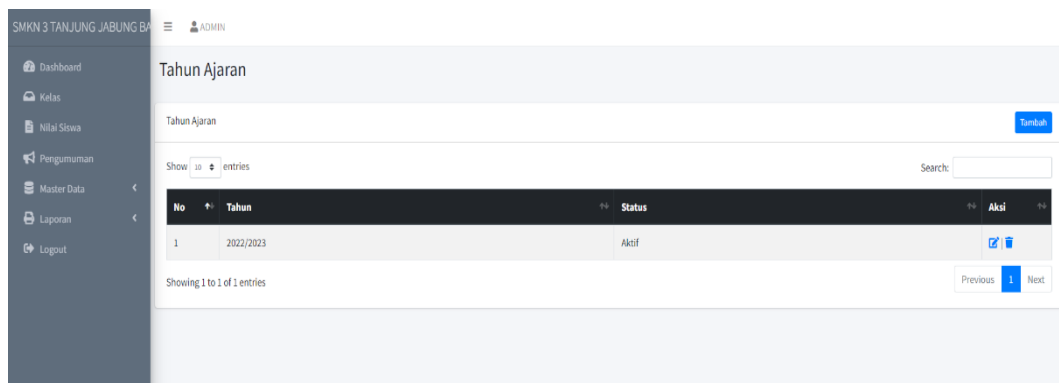 SMKN 3 TANJUNG JABUNG BA
ADMIN
Dashboard
Kelas
Nilai Siswa
Pengumuman
Master Data
Laporan
Logout
Tahun Ajaran
Tahun Ajaran
Tambah
Show 10 entries
Search:
No Tahun Status Aksi
1 2022/2023 Aktif
Showing 1 to 1 of 1 entries
Previous 1 Next